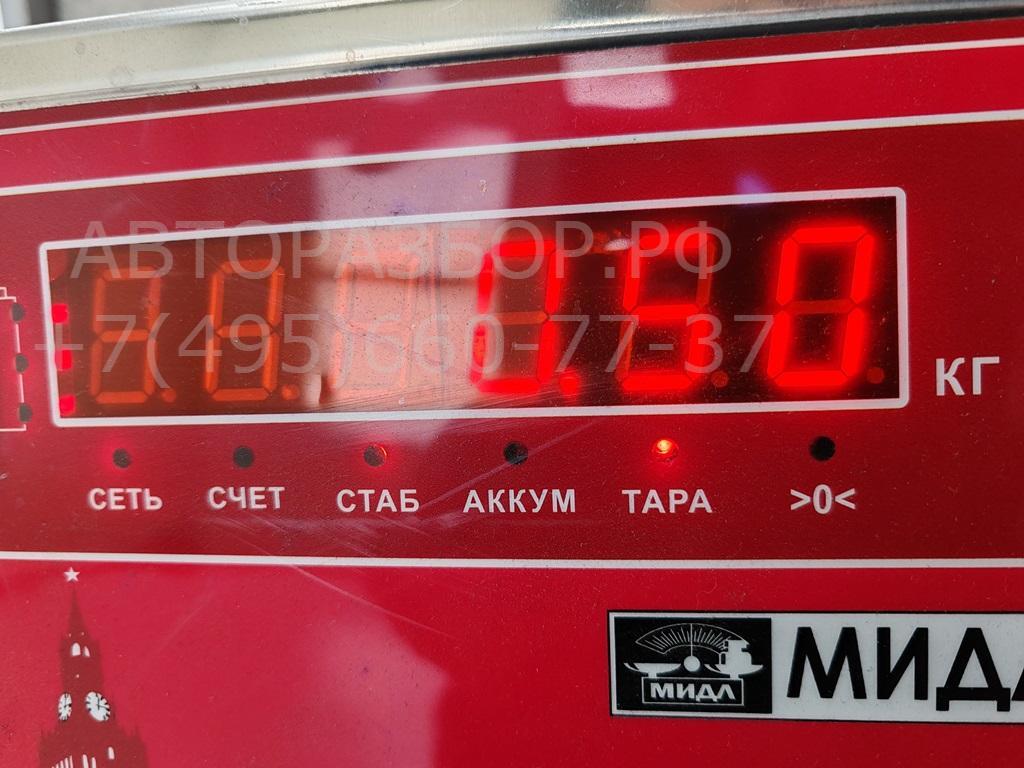 АВТОРАЗБОР.РФ
+7(495)660-77-37
КГ
СЕТЬ СЧЕТ СТАБ АККУМ ТАРА >0<
МИДЛ